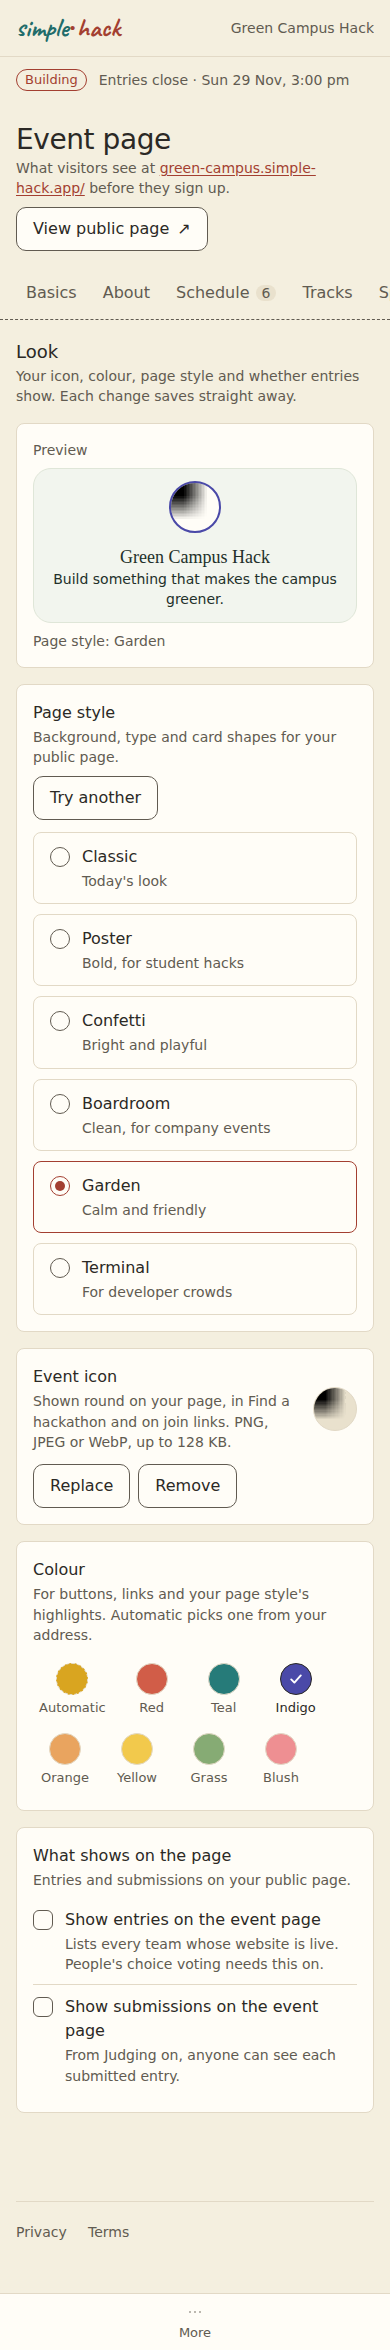 simple·hack
Green Campus Hack
Building
Entries close · Sun 29 Nov, 3:00 pm
Event page
What visitors see at green-campus.simple-
hack.app/ before they sign up.
View public page ↗
Basics
About
Schedule 6
Tracks
S
Look
Your icon, colour, page style and whether entries
show. Each change saves straight away.
Preview
Green Campus Hack
Build something that makes the campus
greener.
Page style: Garden
Page style
Background, type and card shapes for your
public page.
Try another
Classic
Today's look
Poster
Bold, for student hacks
Confetti
Bright and playful
Boardroom
Clean, for company events
Garden
Calm and friendly
Terminal
For developer crowds
Event icon
Shown round on your page, in Find a
hackathon and on join links. PNG,
JPEG or WebP, up to 128 KB.
Replace
Remove
Colour
For buttons, links and your page style's
highlights. Automatic picks one from your
address.
Automatic
Red
Teal
Indigo
Orange
Yellow
Grass
Blush
What shows on the page
Entries and submissions on your public page.
Show entries on the event page
Lists every team whose website is live.
People's choice voting needs this on.
Show submissions on the event
page
From Judging on, anyone can see each
submitted entry.
Privacy
Terms
...
More